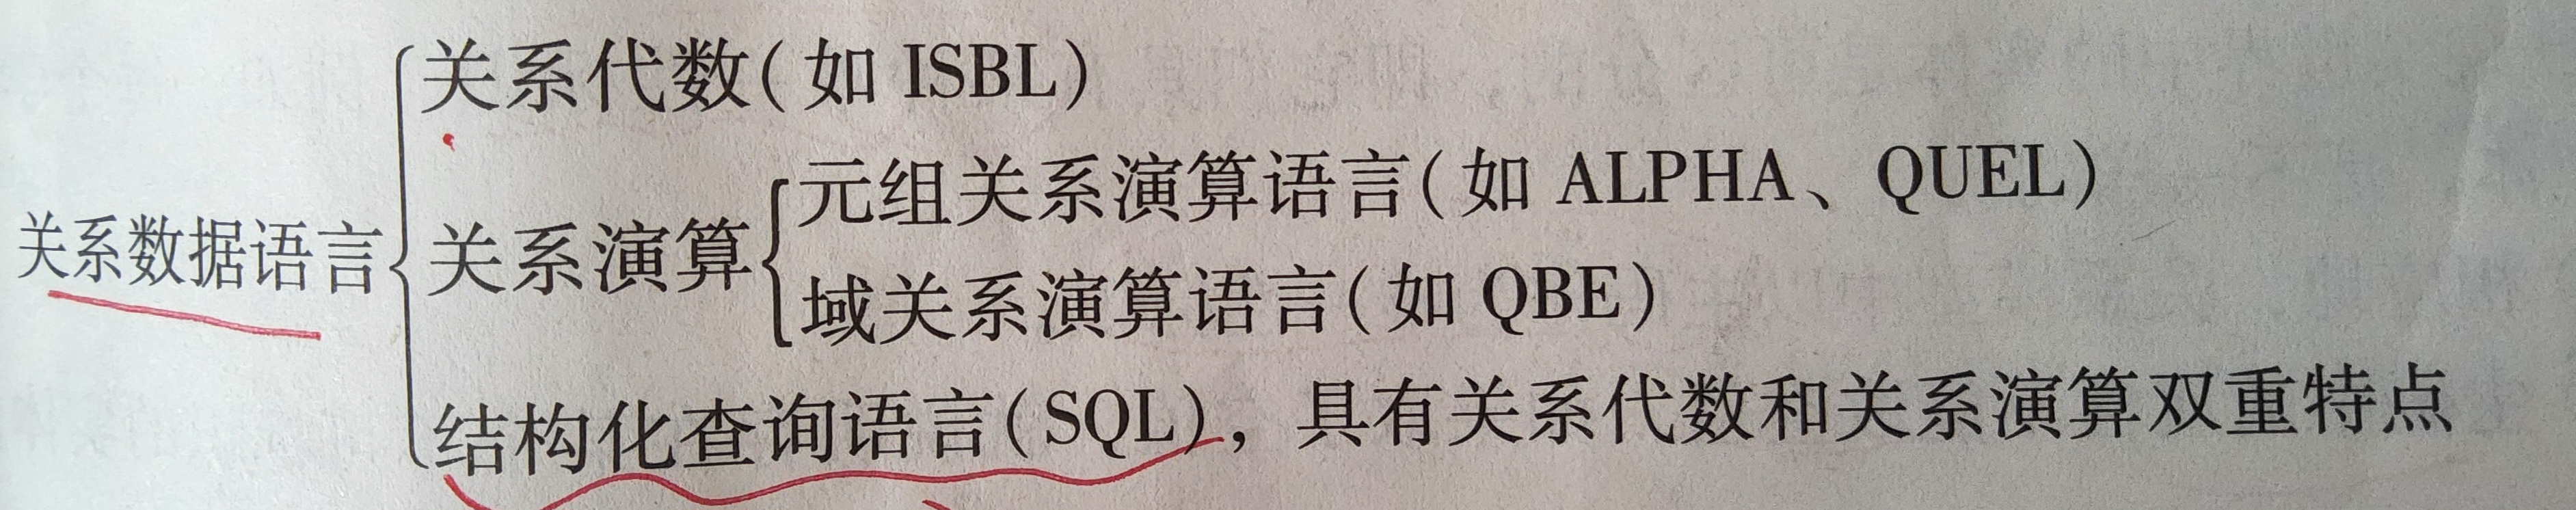 关系代数(如 ISBL)
元组关系演算语言(如 ALPHA、QUEL)
关系数据语言
关系演算
域关系演算语言(如 QBE)
结构化查询语言(SQL)，具有关系代数和关系演算双重特点